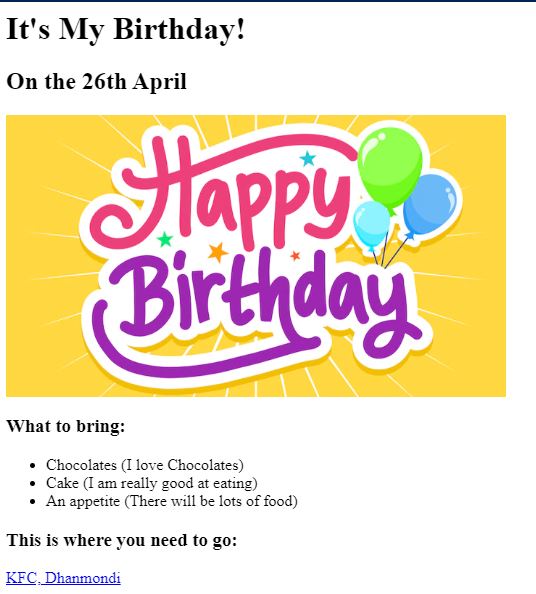 It's My Birthday!
On the 26th April
Happy
Birthday
What to bring:
Chocolates (I love Chocolates)
Cake (I am really good at eating)
An appetite (There will be lots of food)
This is where you need to go:
KFC, Dhanmondi